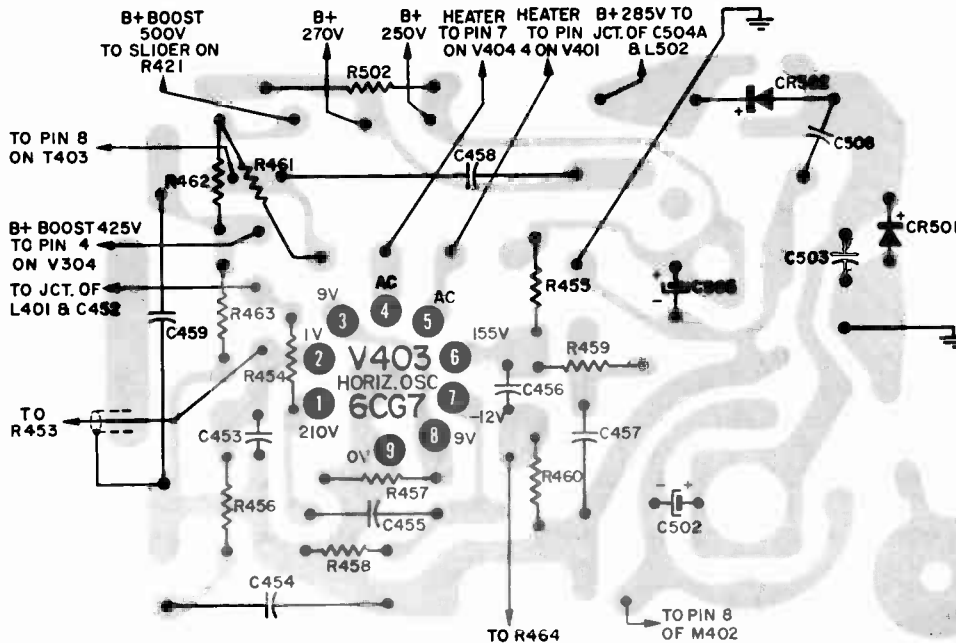 B+ BOOST
500V
TO SLIDER ON
R421
B+
270V
B+
250V
HEATER
TO PIN 7
ON V404
HEATER
TO PIN
4 ON V401
B+ 285V TO
JCT. OF C504A
& L502
R502
CR502
+
C506
TO PIN 8
ON T403
R462
R461
C458
B+ BOOST 425V
TO PIN 4
ON V304
CR501
+
C503
R455
+
-
TO JCT. OF
L401 & C452
C459
R463
9V
AC
AC
3
4
5
1V
2
V403
6
155V
HORIZ. OSC
R454
1
6CG7
7
-12V
210V
8
9V
0V
9
R459
C456
C457
TO
R453
C453
R456
R457
C455
R458
R460
- +
C502
C454
TO R464
TO PIN 8
OF M402